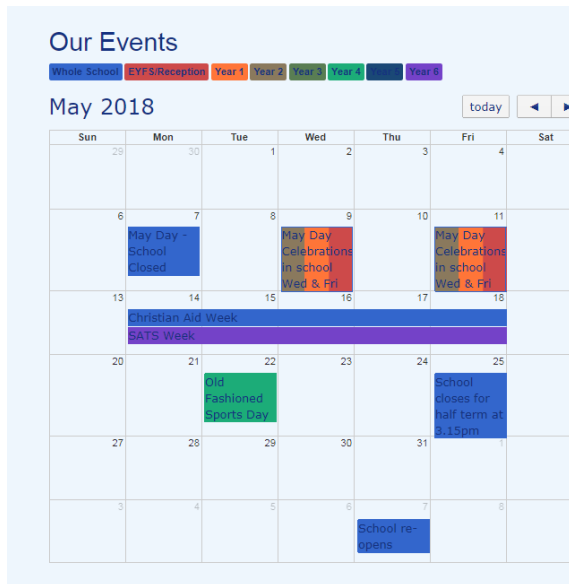 Our Events
Whole School EYFS/Reception Year 1 Year 2 Year 3 Year 4 Year 5 Year 6
May 2018 today
Sun Mon Tue Wed Thu Fri Sat
29 30 1 2 3 4
6 7 8 9 10 11
May Day - School Closed
May Day Celebrations in school Wed & Fri
May Day Celebrations in school Wed & Fri
13 14 15 16 17 18
Christian Aid Week
SATS Week
20 21 22 23 24 25
Old Fashioned Sports Day
School closes for half term at 3.15pm
27 28 29 30 31 1
3 4 5 6 7 8
School re-opens